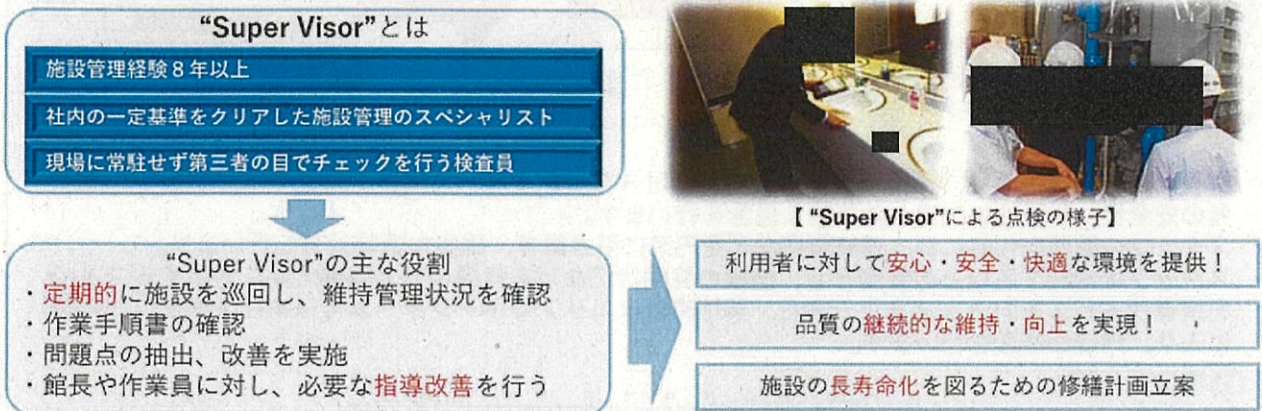 “Super Visor”とは
施設管理経験８年以上
社内の一定基準をクリアした施設管理のスペシャリスト
現場に常駐せず第三者の目でチェックを行う検査員
【 “Super Visor”による点検の様子】
“Super Visor”の主な役割
・定期的に施設を巡回し、維持管理状況を確認
・作業手順書の確認
・問題点の抽出、改善を実施
・館長や作業員に対し、必要な指導改善を行う
利用者に対して安心・安全・快適な環境を提供！
品質の継続的な維持・向上を実現！
施設の長寿命化を図るための修繕計画立案